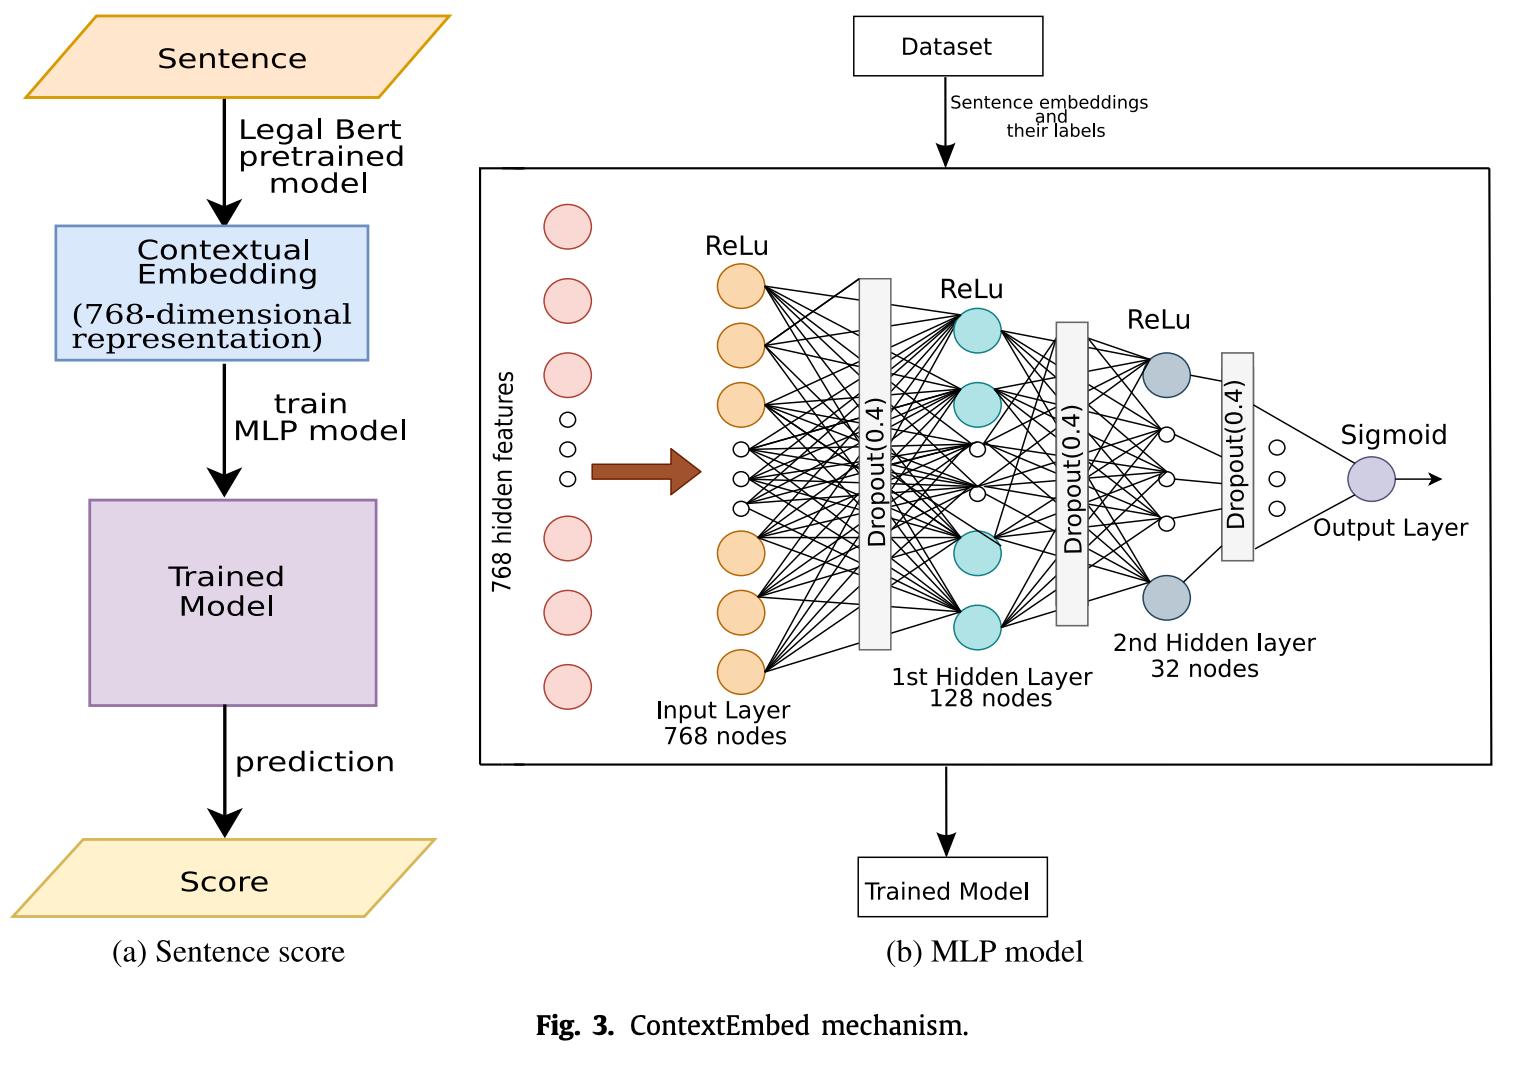 Sentence
Legal Bert
pretrained
model
Contextual
Embedding
(768-dimensional
representation)
train
MLP model
Trained
Model
prediction
Score
(a) Sentence score
Dataset
Sentence embeddings
and
their labels
768 hidden features
ReLu
Input Layer
768 nodes
Dropout(0.4)
ReLu
1st Hidden Layer
128 nodes
Dropout(0.4)
ReLu
2nd Hidden layer
32 nodes
Dropout(0.4)
Sigmoid
Output Layer
Trained Model
(b) MLP model
Fig. 3. ContextEmbed mechanism.